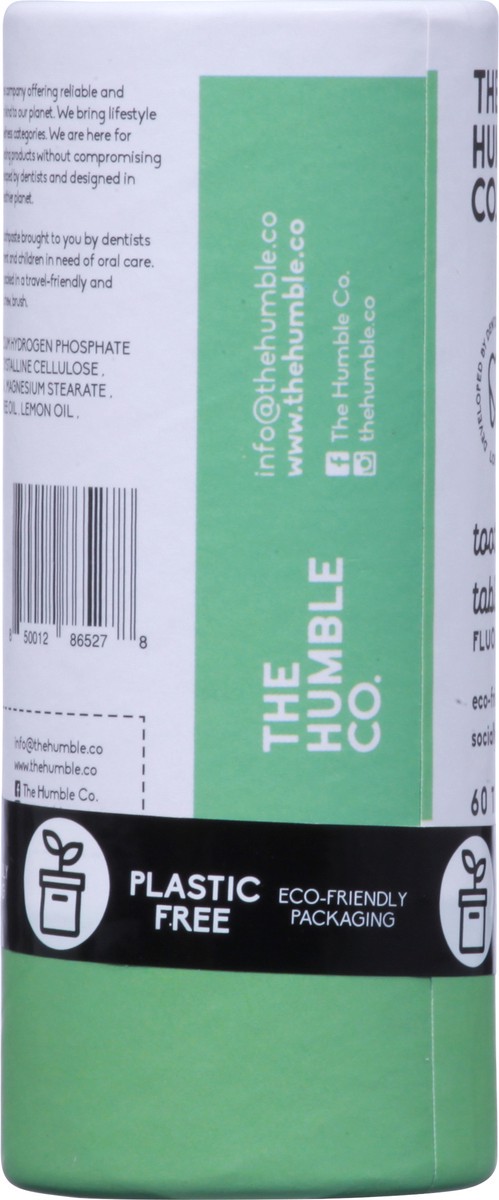 company offering reliable and
to our planet. We bring lifestyle
categories. We are here for
products without compromising
by dentists and designed in
planet.
brought to you by dentists
and children in need of oral care.
in a travel-friendly and
brush.
HYDROGEN PHOSPHATE
CELLULOSE,
MAGNESIUM STEARATE,
OIL, LEMON OIL,
8 50012 86527 8
info@thehumble.co
www.thehumble.co
The Humble Co.
info@thehumble.co
www.thehumble.co
The Humble Co.
thehumble.co
THE
HUMBLE
CO.
PLASTIC
FREE
ECO-FRIENDLY
PACKAGING
CO.
DEVELOPED BY
60